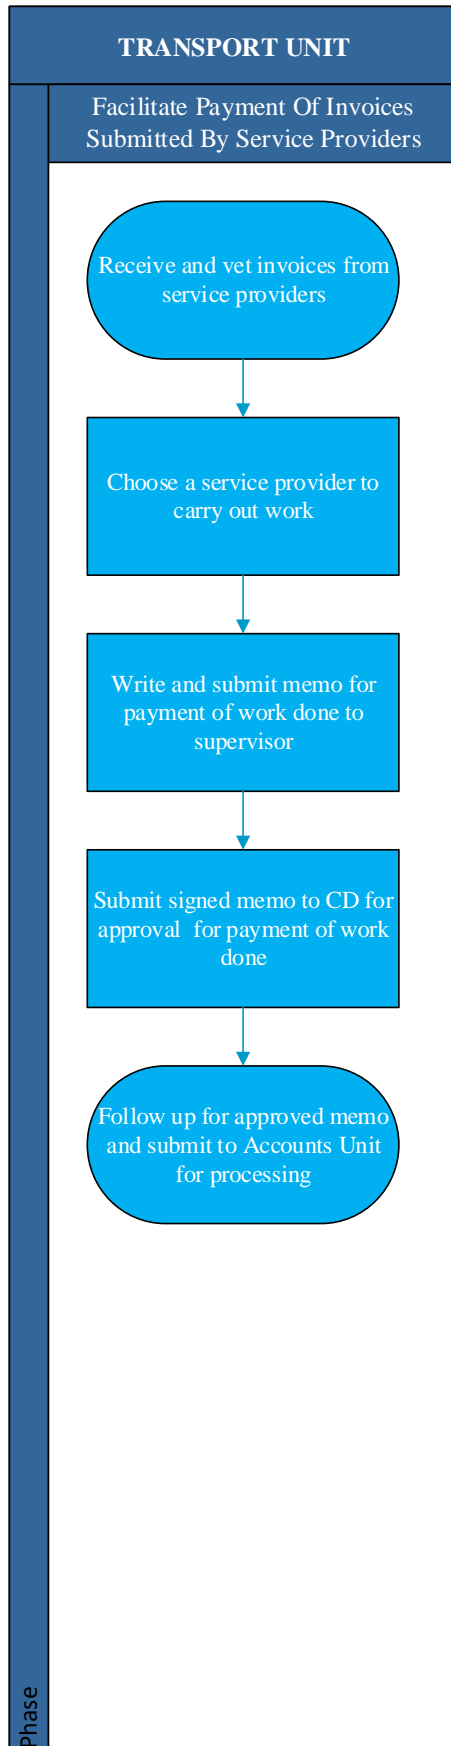 TRANSPORT UNIT
Facilitate Payment Of Invoices
Submitted By Service Providers
Receive and vet invoices from
service providers
Choose a service provider to
carry out work
Write and submit memo for
payment of work done to
supervisor
Submit signed memo to CD for
approval  for payment of work
done
Follow up for approved memo
and submit to Accounts Unit
for processing
Phase